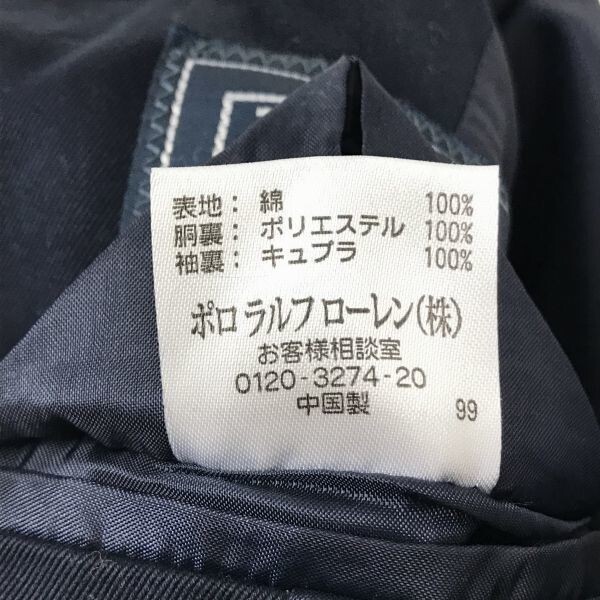 表地： 綿 100%
胴裏： ポリエステル 100%
袖裏： キュプラ 100%
ポロ ラルフ ローレン(株)
お客様相談室
0120-3274-20
中国製 99